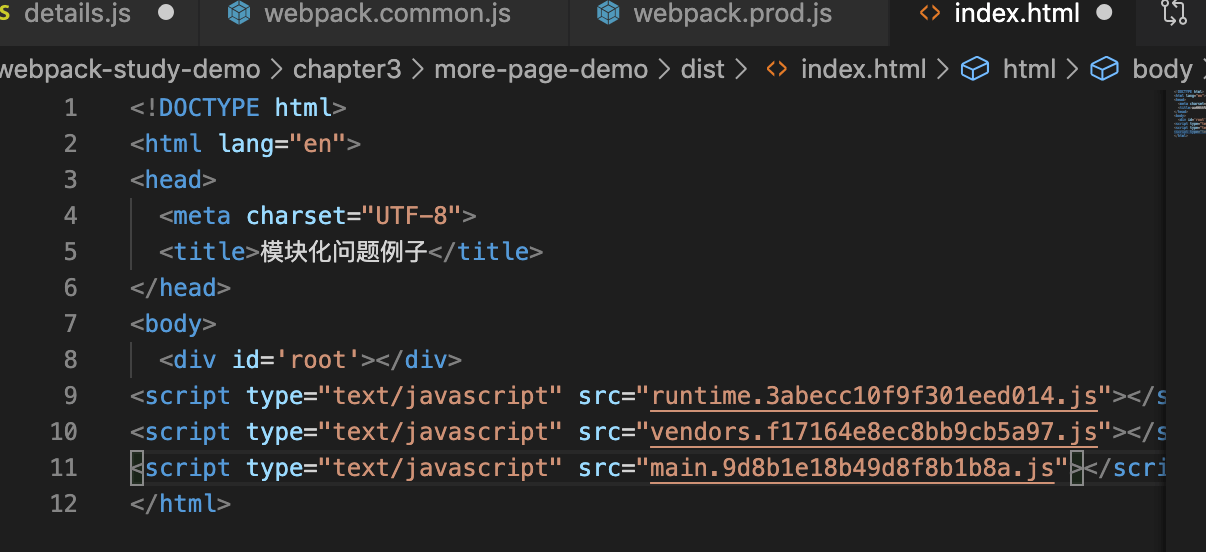 S details.js webpack.common.js webpack.prod.js <> index.html
webpack-study-demo > chapter3 > more-page-demo > dist > <> index.html > html > body
1 <!DOCTYPE html>
2 <html lang="en">
3 <head>
4 <meta charset="UTF-8">
5 <title>模块化问题例子</title>
6 </head>
7 <body>
8 <div id='root'></div>
9 <script type="text/javascript" src="runtime.3abecc10f9f301eed014.js"></s
10 <script type="text/javascript" src="vendors.f17164e8ec8bb9cb5a97.js"></s
11 <script type="text/javascript" src="main.9d8b1e18b49d8f8b1b8a.js"></scri
12 </html>